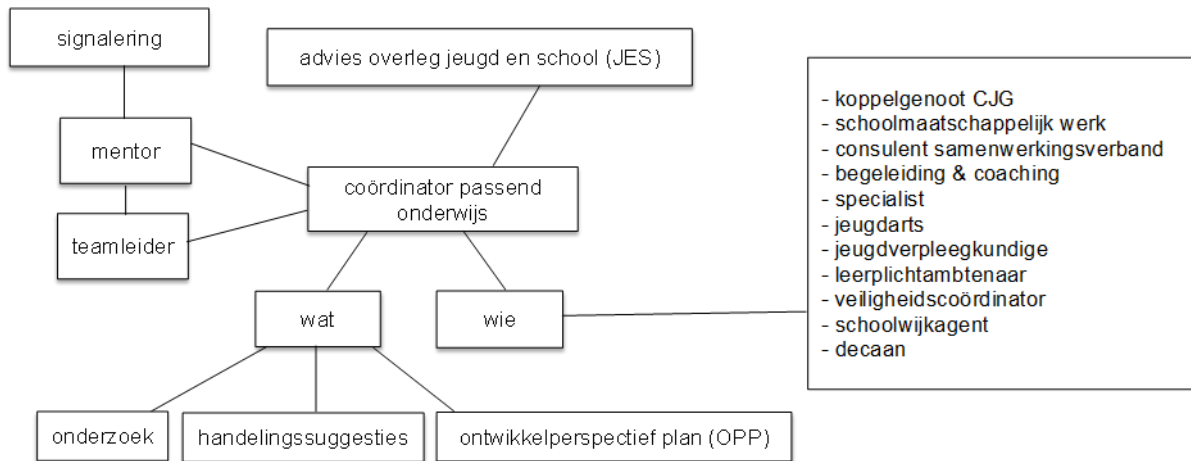 signalering
advies overleg jeugd en school (JES)
mentor
coördinator passend
onderwijs
teamleider
- koppelgenoot CJG
- schoolmaatschappelijk werk
- consulent samenwerkingsverband
- begeleiding & coaching
- specialist
- jeugdarts
- jeugdverpleegkundige
- leerplichtambtenaar
- veiligheidscoördinator
- schoolwijkagent
- decaan
wat
wie
onderzoek
handelingssuggesties
ontwikkelperspectief plan (OPP)